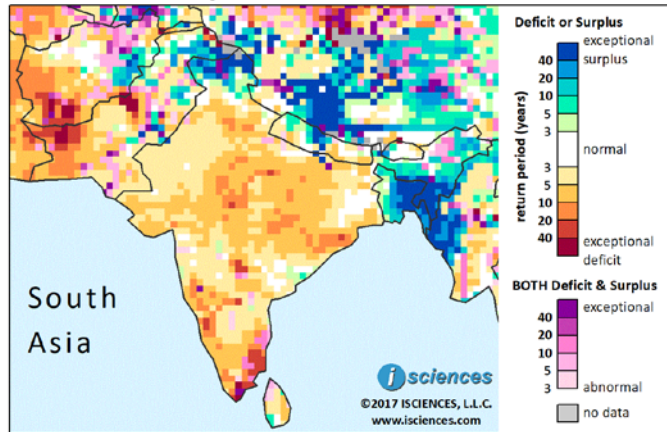 South
Asia
isciences
©2017 ISCIENCES, L.L.C.
www.isciences.com
Deficit or Surplus
exceptional
surplus
40
20
10
5
3
normal
3
5
10
20
40
exceptional
deficit
return period (years)
BOTH Deficit & Surplus
exceptional
40
20
10
5
3
abnormal
no data